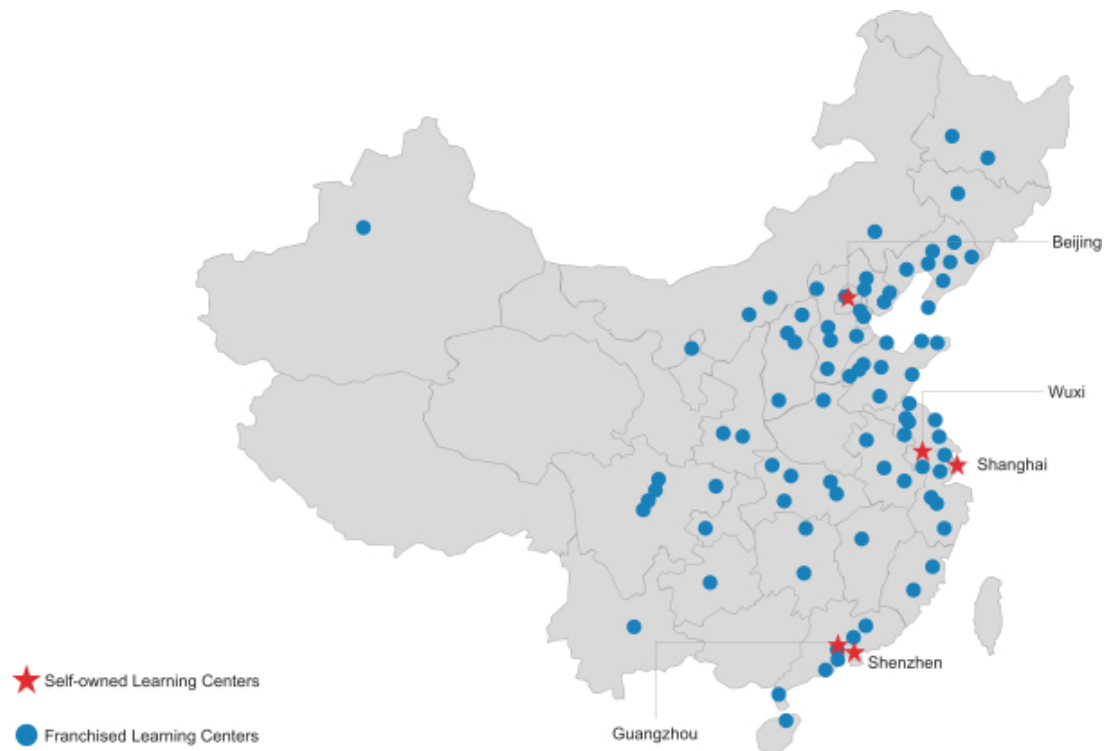 Beijing
Wuxi
Shanghai
Shenzhen
Self-owned Learning Centers
Franchised Learning Centers
Guangzhou